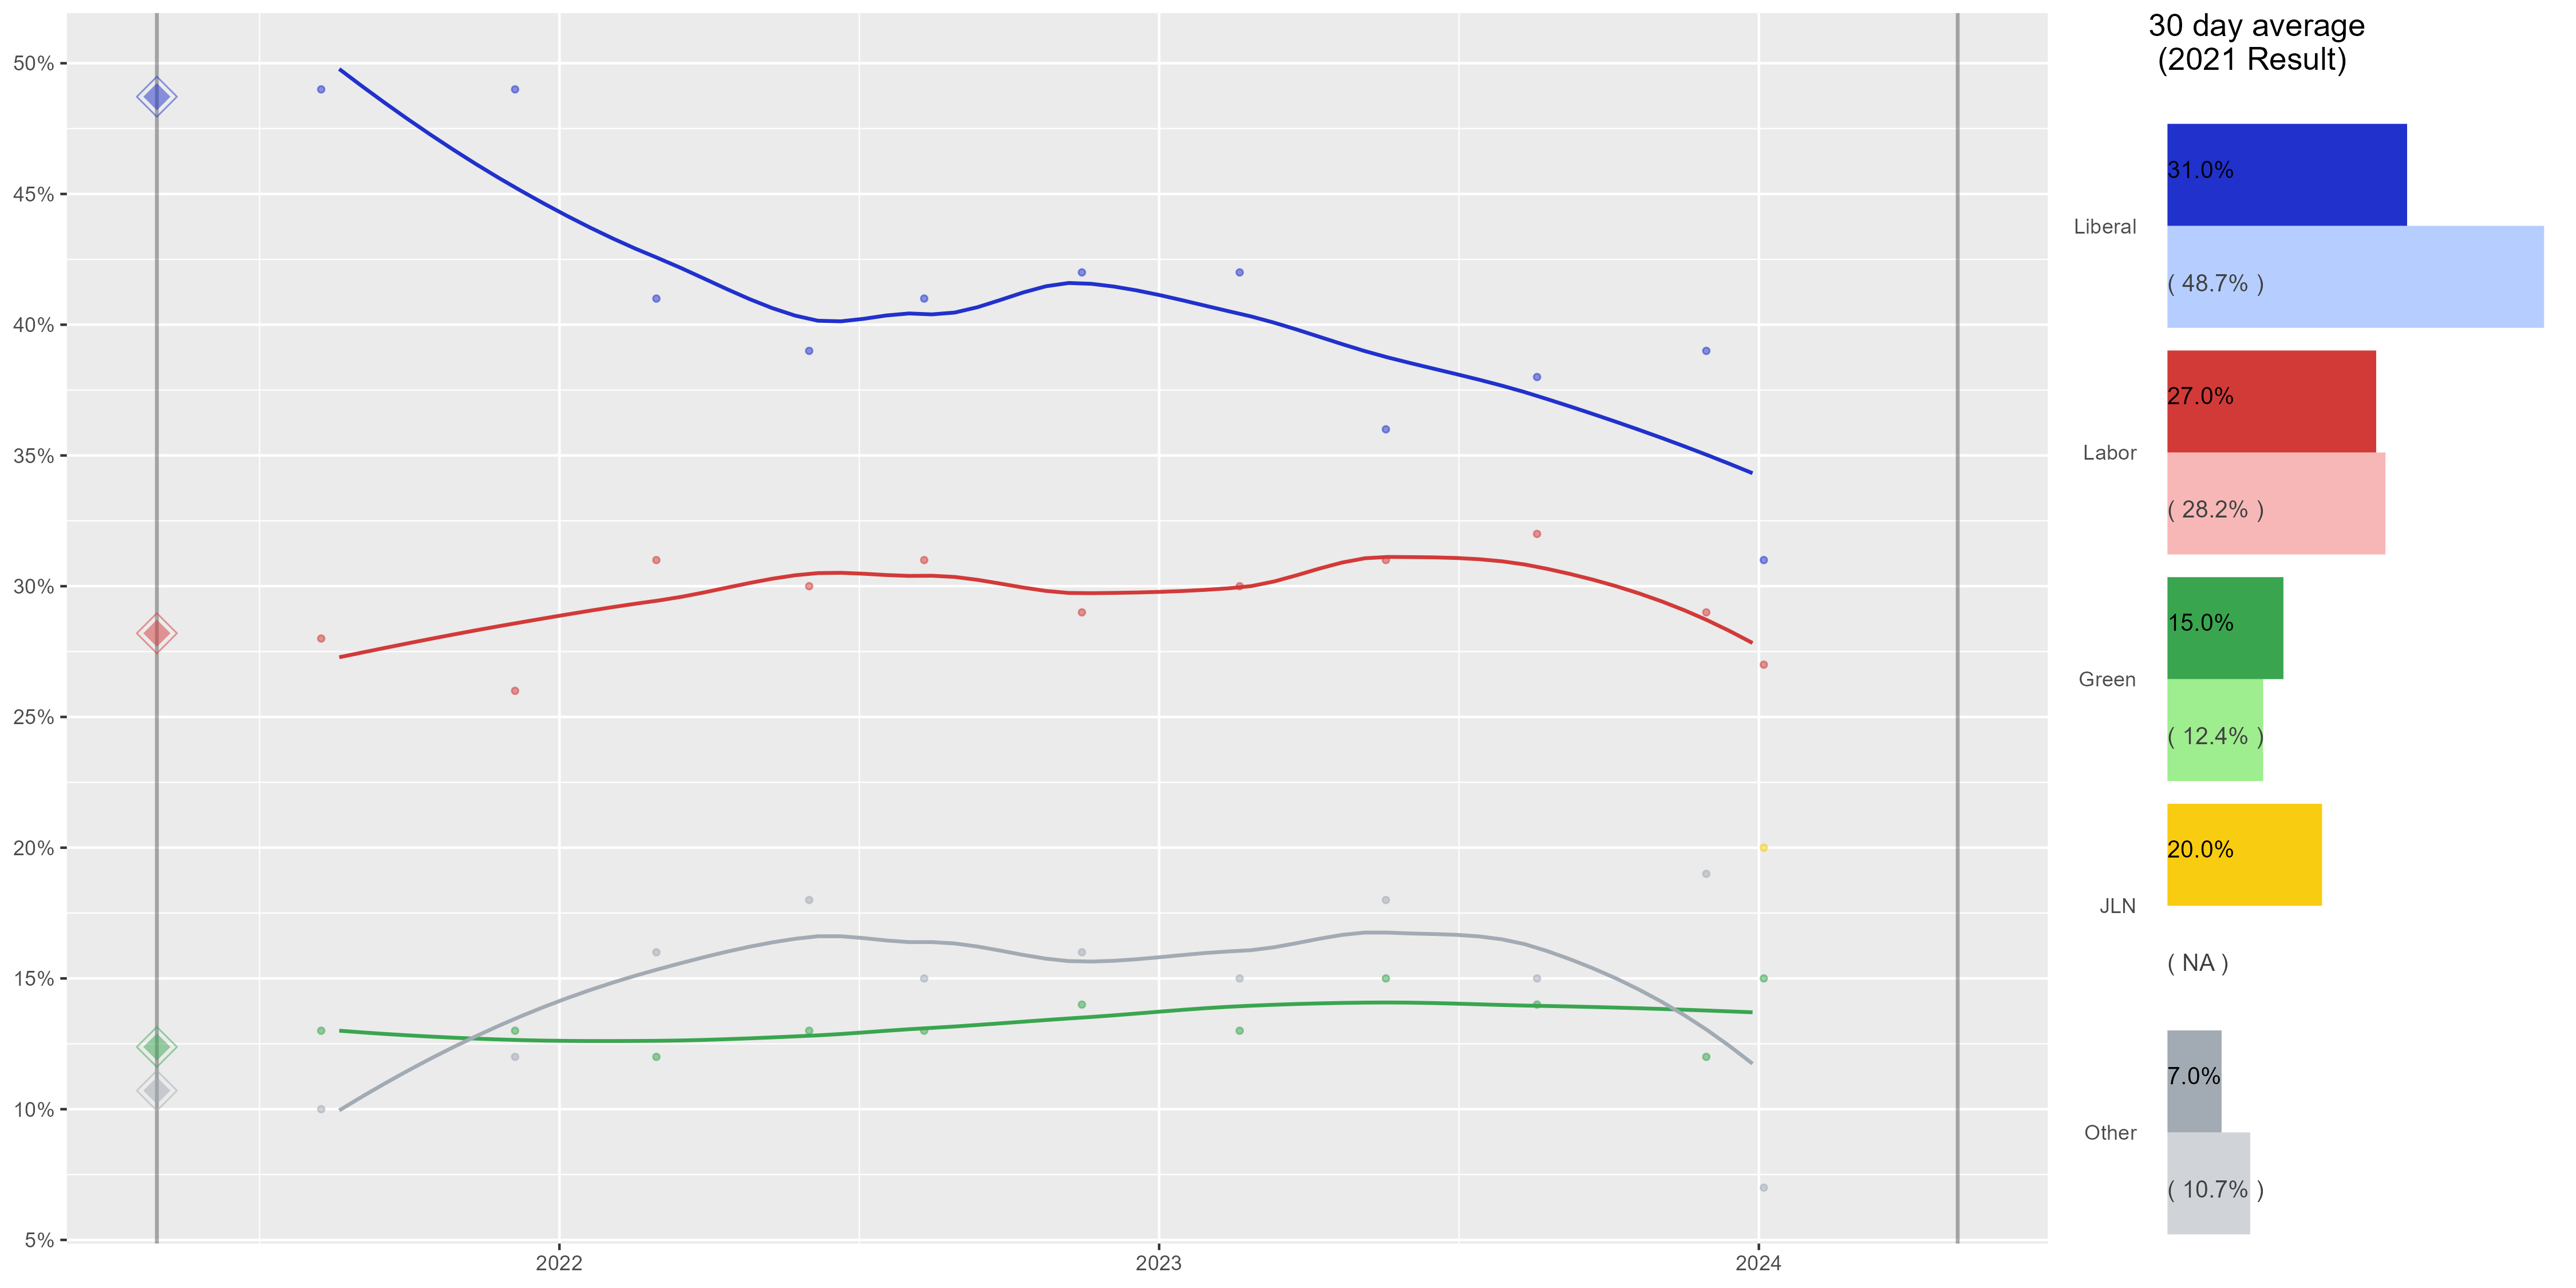 30 day average
(2021 Result)
50%
45%
40%
35%
30%
25%
20%
15%
10%
5%
2022
2023
2024
Liberal
31.0%
( 48.7% )
Labor
27.0%
( 28.2% )
Green
15.0%
( 12.4% )
JLN
20.0%
( NA )
Other
7.0%
( 10.7% )